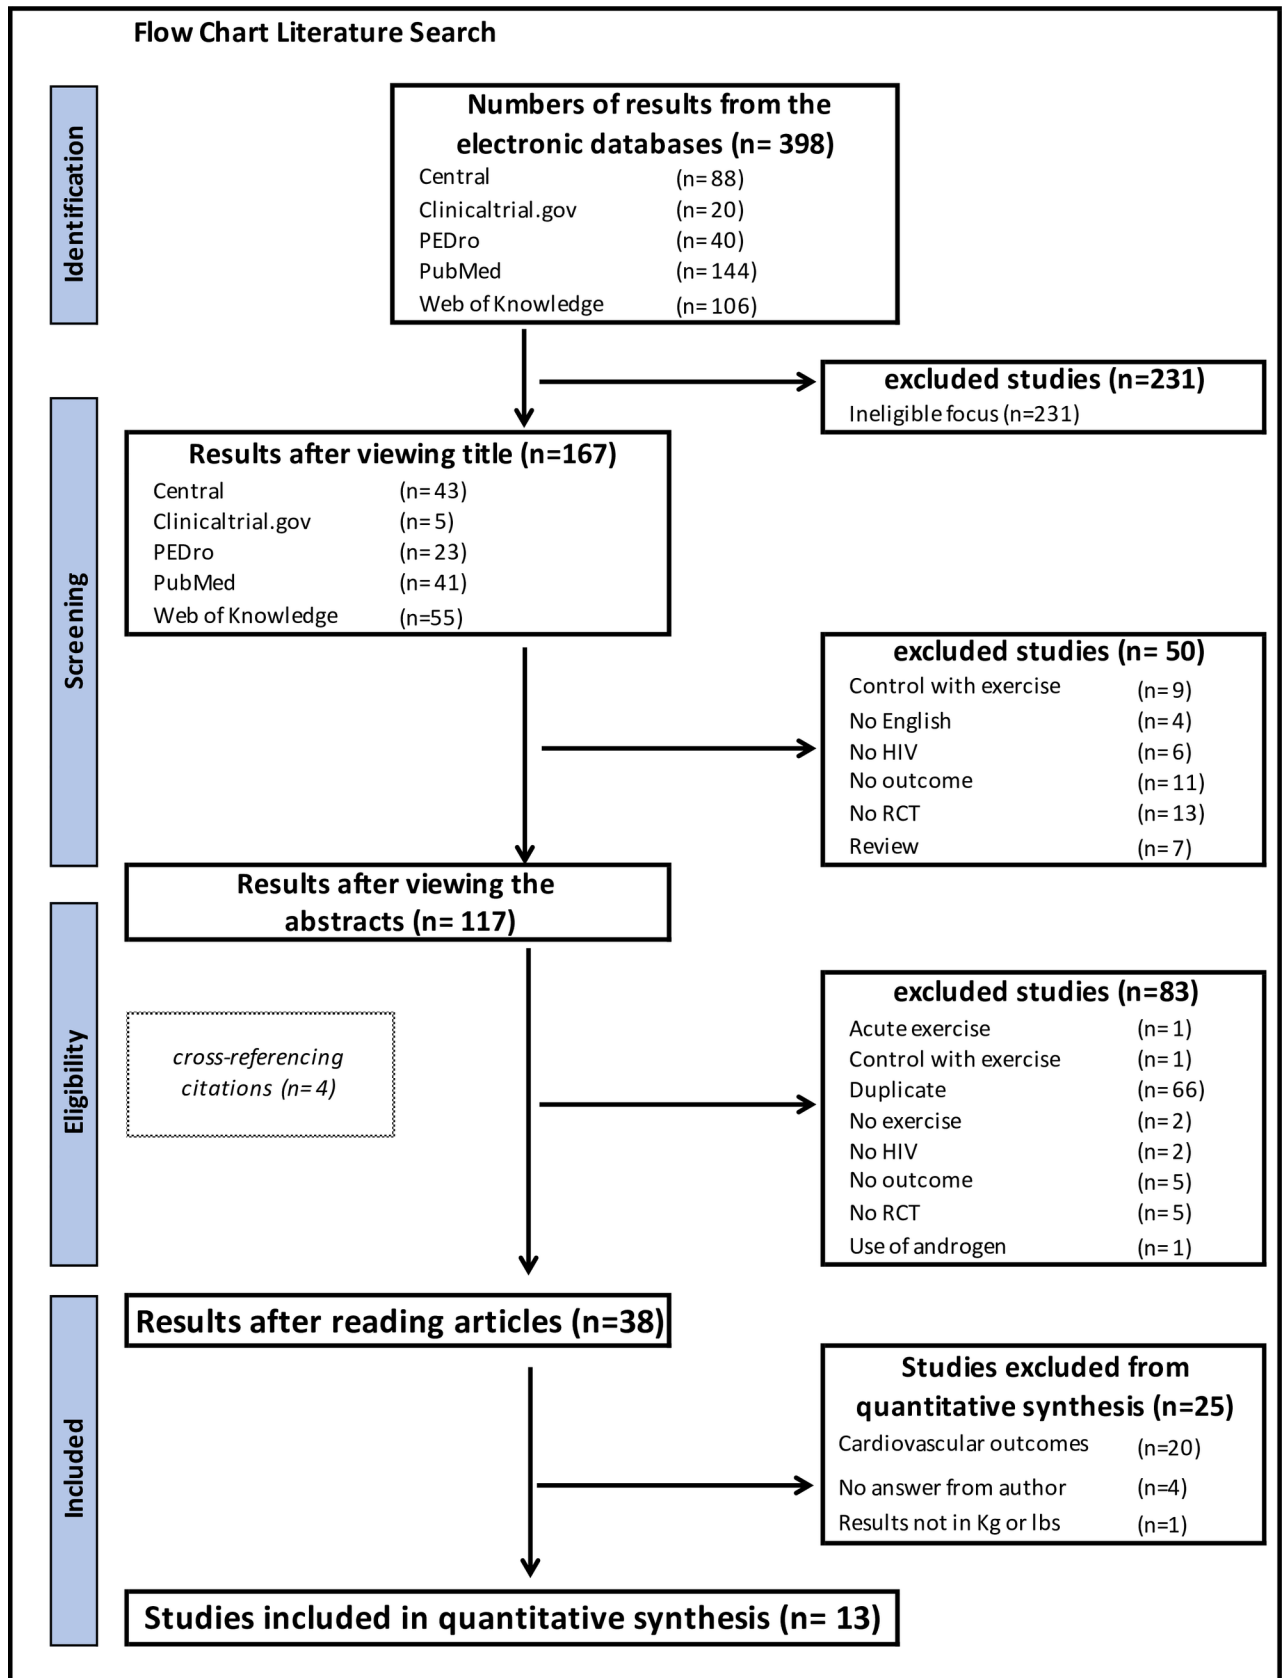 Flow Chart Literature Search
Identification
Numbers of results from the
electronic databases (n= 398)
Central (n= 88)
Clinicaltrial.gov (n= 20)
PEDro (n= 40)
PubMed (n= 144)
Web of Knowledge (n= 106)
excluded studies (n=231)
Ineligible focus (n=231)
Screening
Results after viewing title (n=167)
Central (n= 43)
Clinicaltrial.gov (n= 5)
PEDro (n= 23)
PubMed (n= 41)
Web of Knowledge (n=55)
excluded studies (n= 50)
Control with exercise (n= 9)
No English (n= 4)
No HIV (n= 6)
No outcome (n= 11)
No RCT (n= 13)
Review (n= 7)
Results after viewing the
abstracts (n= 117)
Eligibility
cross-referencing
citations (n= 4)
excluded studies (n=83)
Acute exercise (n= 1)
Control with exercise (n= 1)
Duplicate (n= 66)
No exercise (n= 2)
No HIV (n= 2)
No outcome (n= 5)
No RCT (n= 5)
Use of androgen (n= 1)
Included
Results after reading articles (n=38)
Studies excluded from
quantitative synthesis (n=25)
Cardiovascular outcomes (n=20)
No answer from author (n=4)
Results not in Kg or lbs (n=1)
Studies included in quantitative synthesis (n= 13)